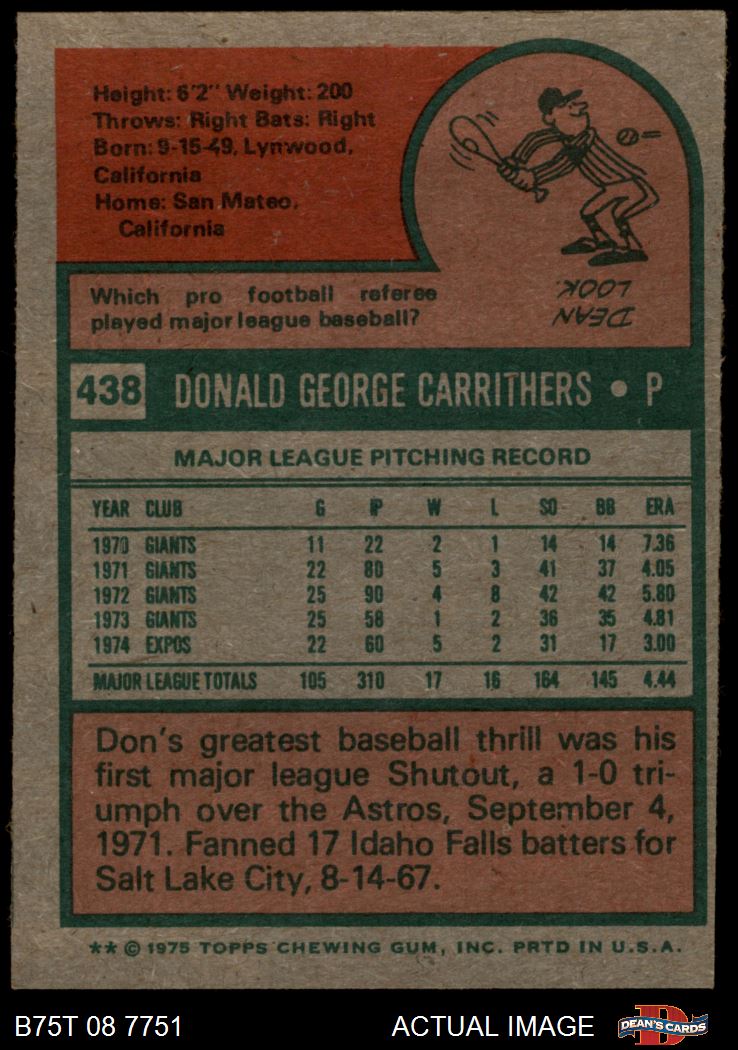 Height: 6'2" Weight: 200
Throws: Right Bats: Right
Born: 9-15-49, Lynwood,
California
Home: San Mateo,
California
Which pro football referee
played major league baseball?
DEAN
LOOK.
438 DONALD GEORGE CARRITHERS • P
MAJOR LEAGUE PITCHING RECORD
YEAR CLUB G IP W L SO BB ERA
1970 GIANTS 11 22 2 1 14 14 7.36
1971 GIANTS 22 80 5 3 41 37 4.05
1972 GIANTS 25 90 4 8 42 42 5.80
1973 GIANTS 25 58 1 2 36 35 4.81
1974 EXPOS 22 60 5 2 31 17 3.00
MAJOR LEAGUE TOTALS 105 310 17 16 164 145 4.44
Don's greatest baseball thrill was his
first major league Shutout, a 1-0 tri-
umph over the Astros, September 4,
1971. Fanned 17 Idaho Falls batters for
Salt Lake City, 8-14-67.
** © 1975 TOPPS CHEWING GUM, INC. PRTD IN U.S.A.
B75T 08 7751 ACTUAL IMAGE D DEAN'S CARDS